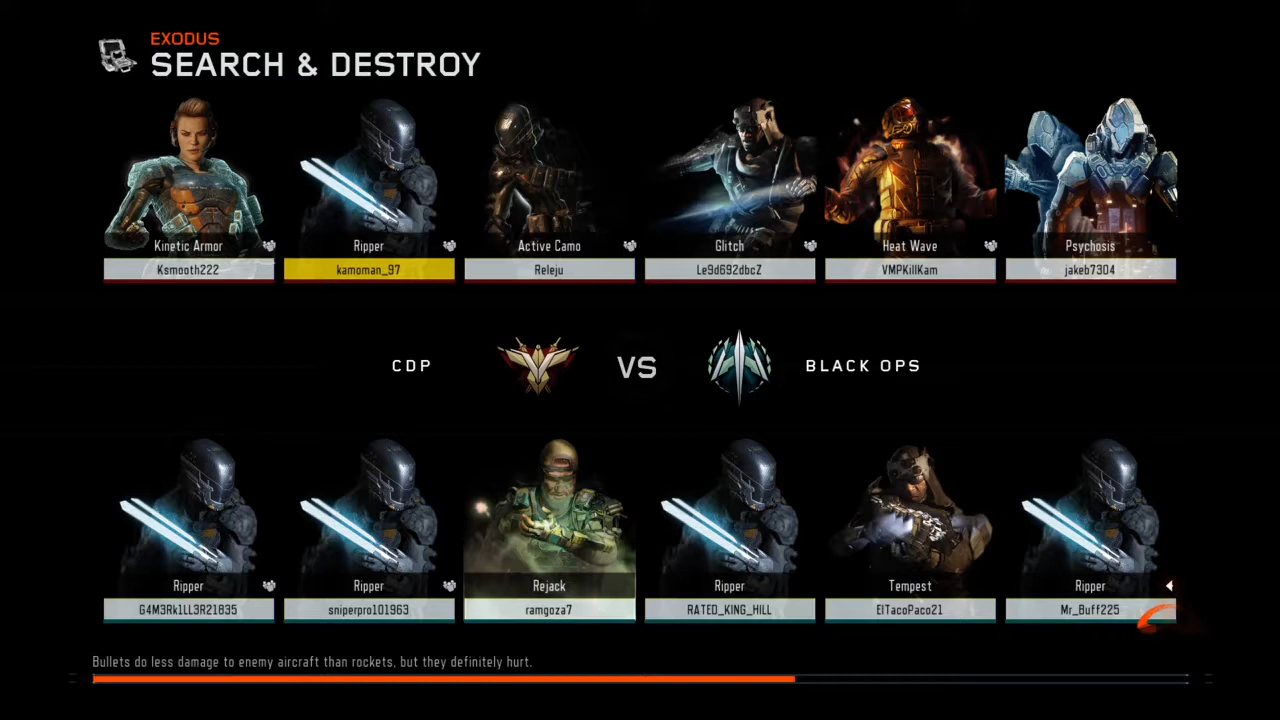 EXODUS
SEARCH & DESTROY
Kinetic Armor Ripper Active Camo Glitch Heat Wave Psychosis
Ksmooth222 kamoman_97 Releju Le9d692dbcZ VMPKillKam jakeb7304
CDP VS BLACK OPS
Ripper Ripper Rejack Ripper Tempest Ripper
G4M3Rk1LL3R21835 sniperpro101963 ramgoza7 RATED_KING_HILL ElTacoPaco21 Mr_Buff225
Bullets do less damage to enemy aircraft than rockets, but they definitely hurt.